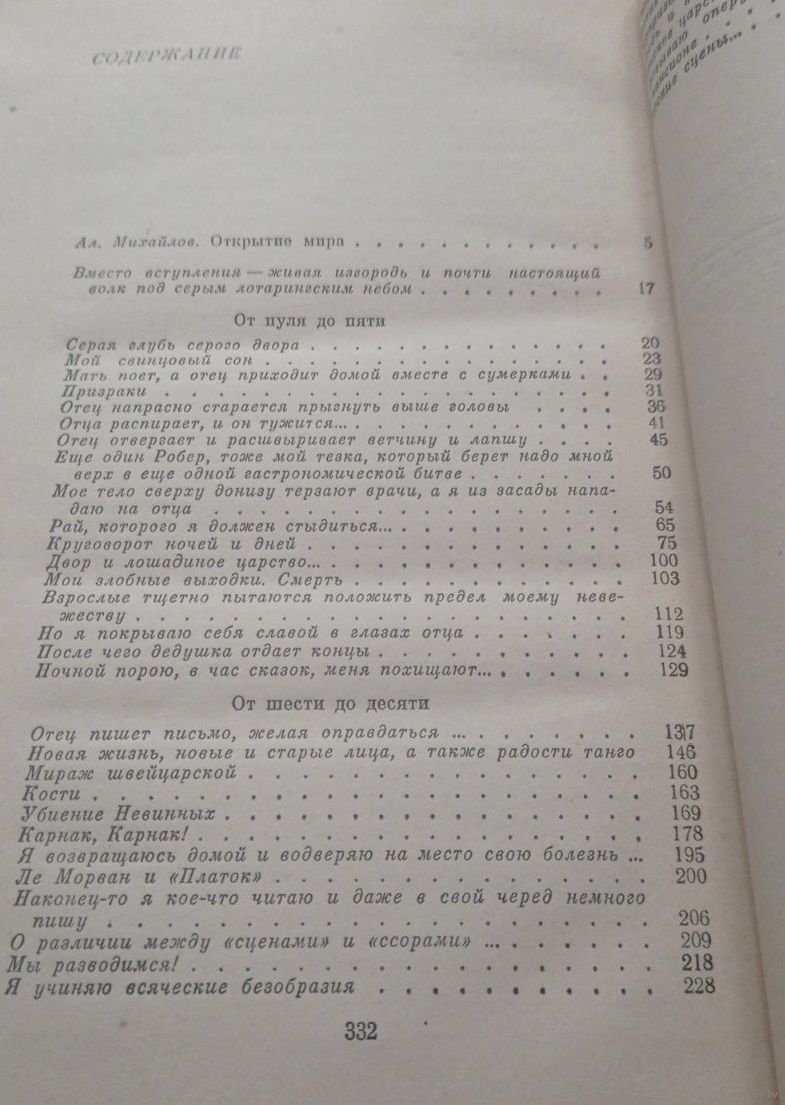 СОДЕРЖАНИЕ
Ал. Михайлов. Открытие мира . . . . . . . . . . . 5
Вместо вступления — живая изгородь и почти настоящий
волк под серым лотарингским небом . . . . . . . . 17
От нуля до пяти
Серая глубь серого двора . . . . . . . . . . . . 20
Мой свинцовый сон . . . . . . . . . . . . . 23
Мать поет, а отец приходит домой вместе с сумерками . . 29
Призраки . . . . . . . . . . . . . . . . . 31
Отец напрасно старается прыгнуть выше головы . . . . 36
Отца распирает, и он тужится... . . . . . . . . . . 41
Отец отвергает и расшвыривает ветчину и лапшу . . . . 45
Еще один Робер, тоже мой тезка, который берет надо мной
верх в еще одной гастрономической битве . . . . . . 50
Мое тело сверху донизу терзают врачи, а я из засады напа-
даю на отца . . . . . . . . . . . . . . . . 54
Рай, которого я должен стыдиться... . . . . . . . . . 65
Круговорот ночей и дней . . . . . . . . . . . . 75
Двор и лошадиное царство... . . . . . . . . . . . 100
Мои злобные выходки. Смерть . . . . . . . . . . . 103
Взрослые тщетно пытаются положить предел моему неве-
жеству . . . . . . . . . . . . . . . . . . 112
Но я покрываю себя славой в глазах отца . . . . . . . 119
После чего дедушка отдает концы . . . . . . . . . . 124
Ночной порою, в час сказок, меня похищают... . . . . . . 129
От шести до десяти
Отец пишет письмо, желая оправдаться ... . . . . . . . 137
Новая жизнь, новые и старые лица, а также радости танго 146
Мираж швейцарской . . . . . . . . . . . . . . . 160
Кости . . . . . . . . . . . . . . . . . . . . 163
Убиение Невинных . . . . . . . . . . . . . . . 169
Карнак, Карнак! . . . . . . . . . . . . . . . . 178
Я возвращаюсь домой и водверяю на место свою болезнь ... 195
Ле Морван и «Платок» . . . . . . . . . . . . . . 200
Наконец-то я кое-что читаю и даже в свой черед немного
пишу . . . . . . . . . . . . . . . . . . . 206
О различии между «сценами» и «ссорами» ... . . . . . . 209
Мы разводимся! . . . . . . . . . . . . . . . . 218
Я учиняю всяческие безобразия . . . . . . . . . . . 228
332
сцены...